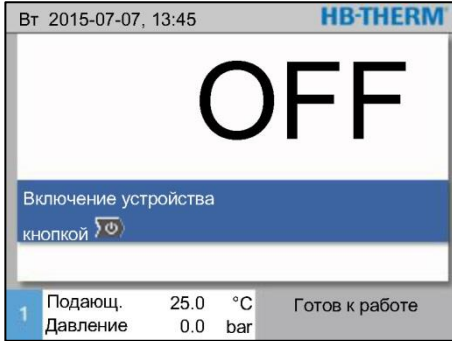 Вт 2015-07-07, 13:45 HB-THERM
OFF
Включение устройства
кнопкой
1 Подающ. 25.0 °C Готов к работе
Давление 0.0 bar